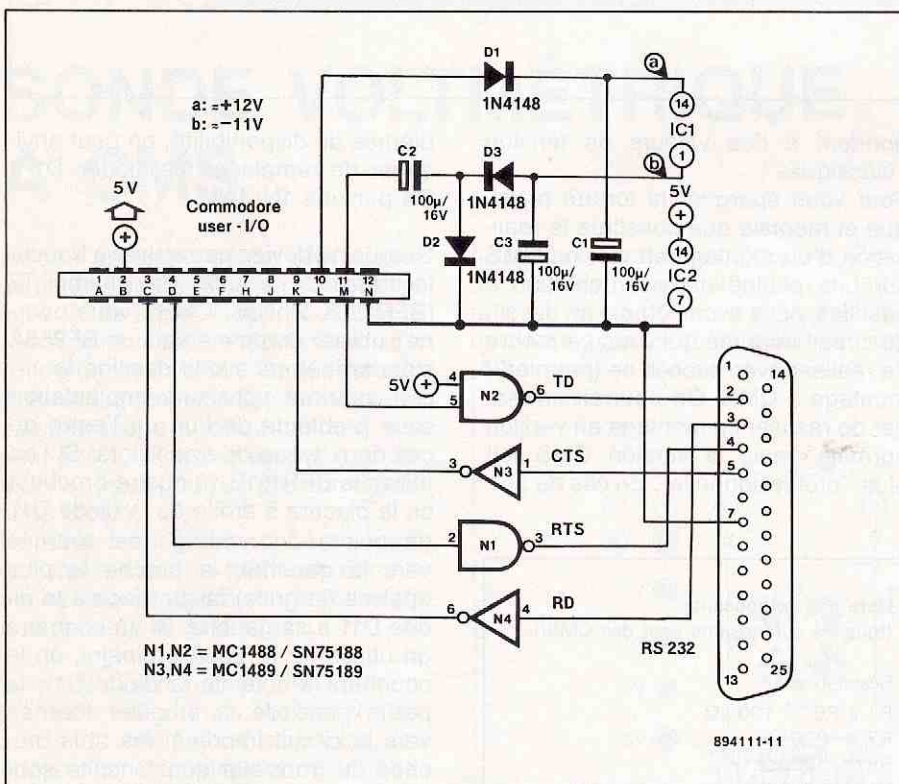 D1
a
a: ≈+12V
b: ≈−11V
1N4148
14
IC1
C2
D3
b
1
5V
100µ/
16V
1N4148
5V
Commodore
user - I/O
D2
C3
C1
14
IC2
1N4148
100µ/
16V
100µ/
16V
7
1 2 3 4 5 6 7 8 9 10 11 12
A B C D E F H J K L M N
5V
4
5
N2
6
TD
14
2
3
3
N3
1
CTS
4
5
2
N1
3
RTS
7
6
N4
4
RD
RS 232
N1,N2 = MC1488 / SN75188
N3,N4 = MC1489 / SN75189
13
25
894111-11